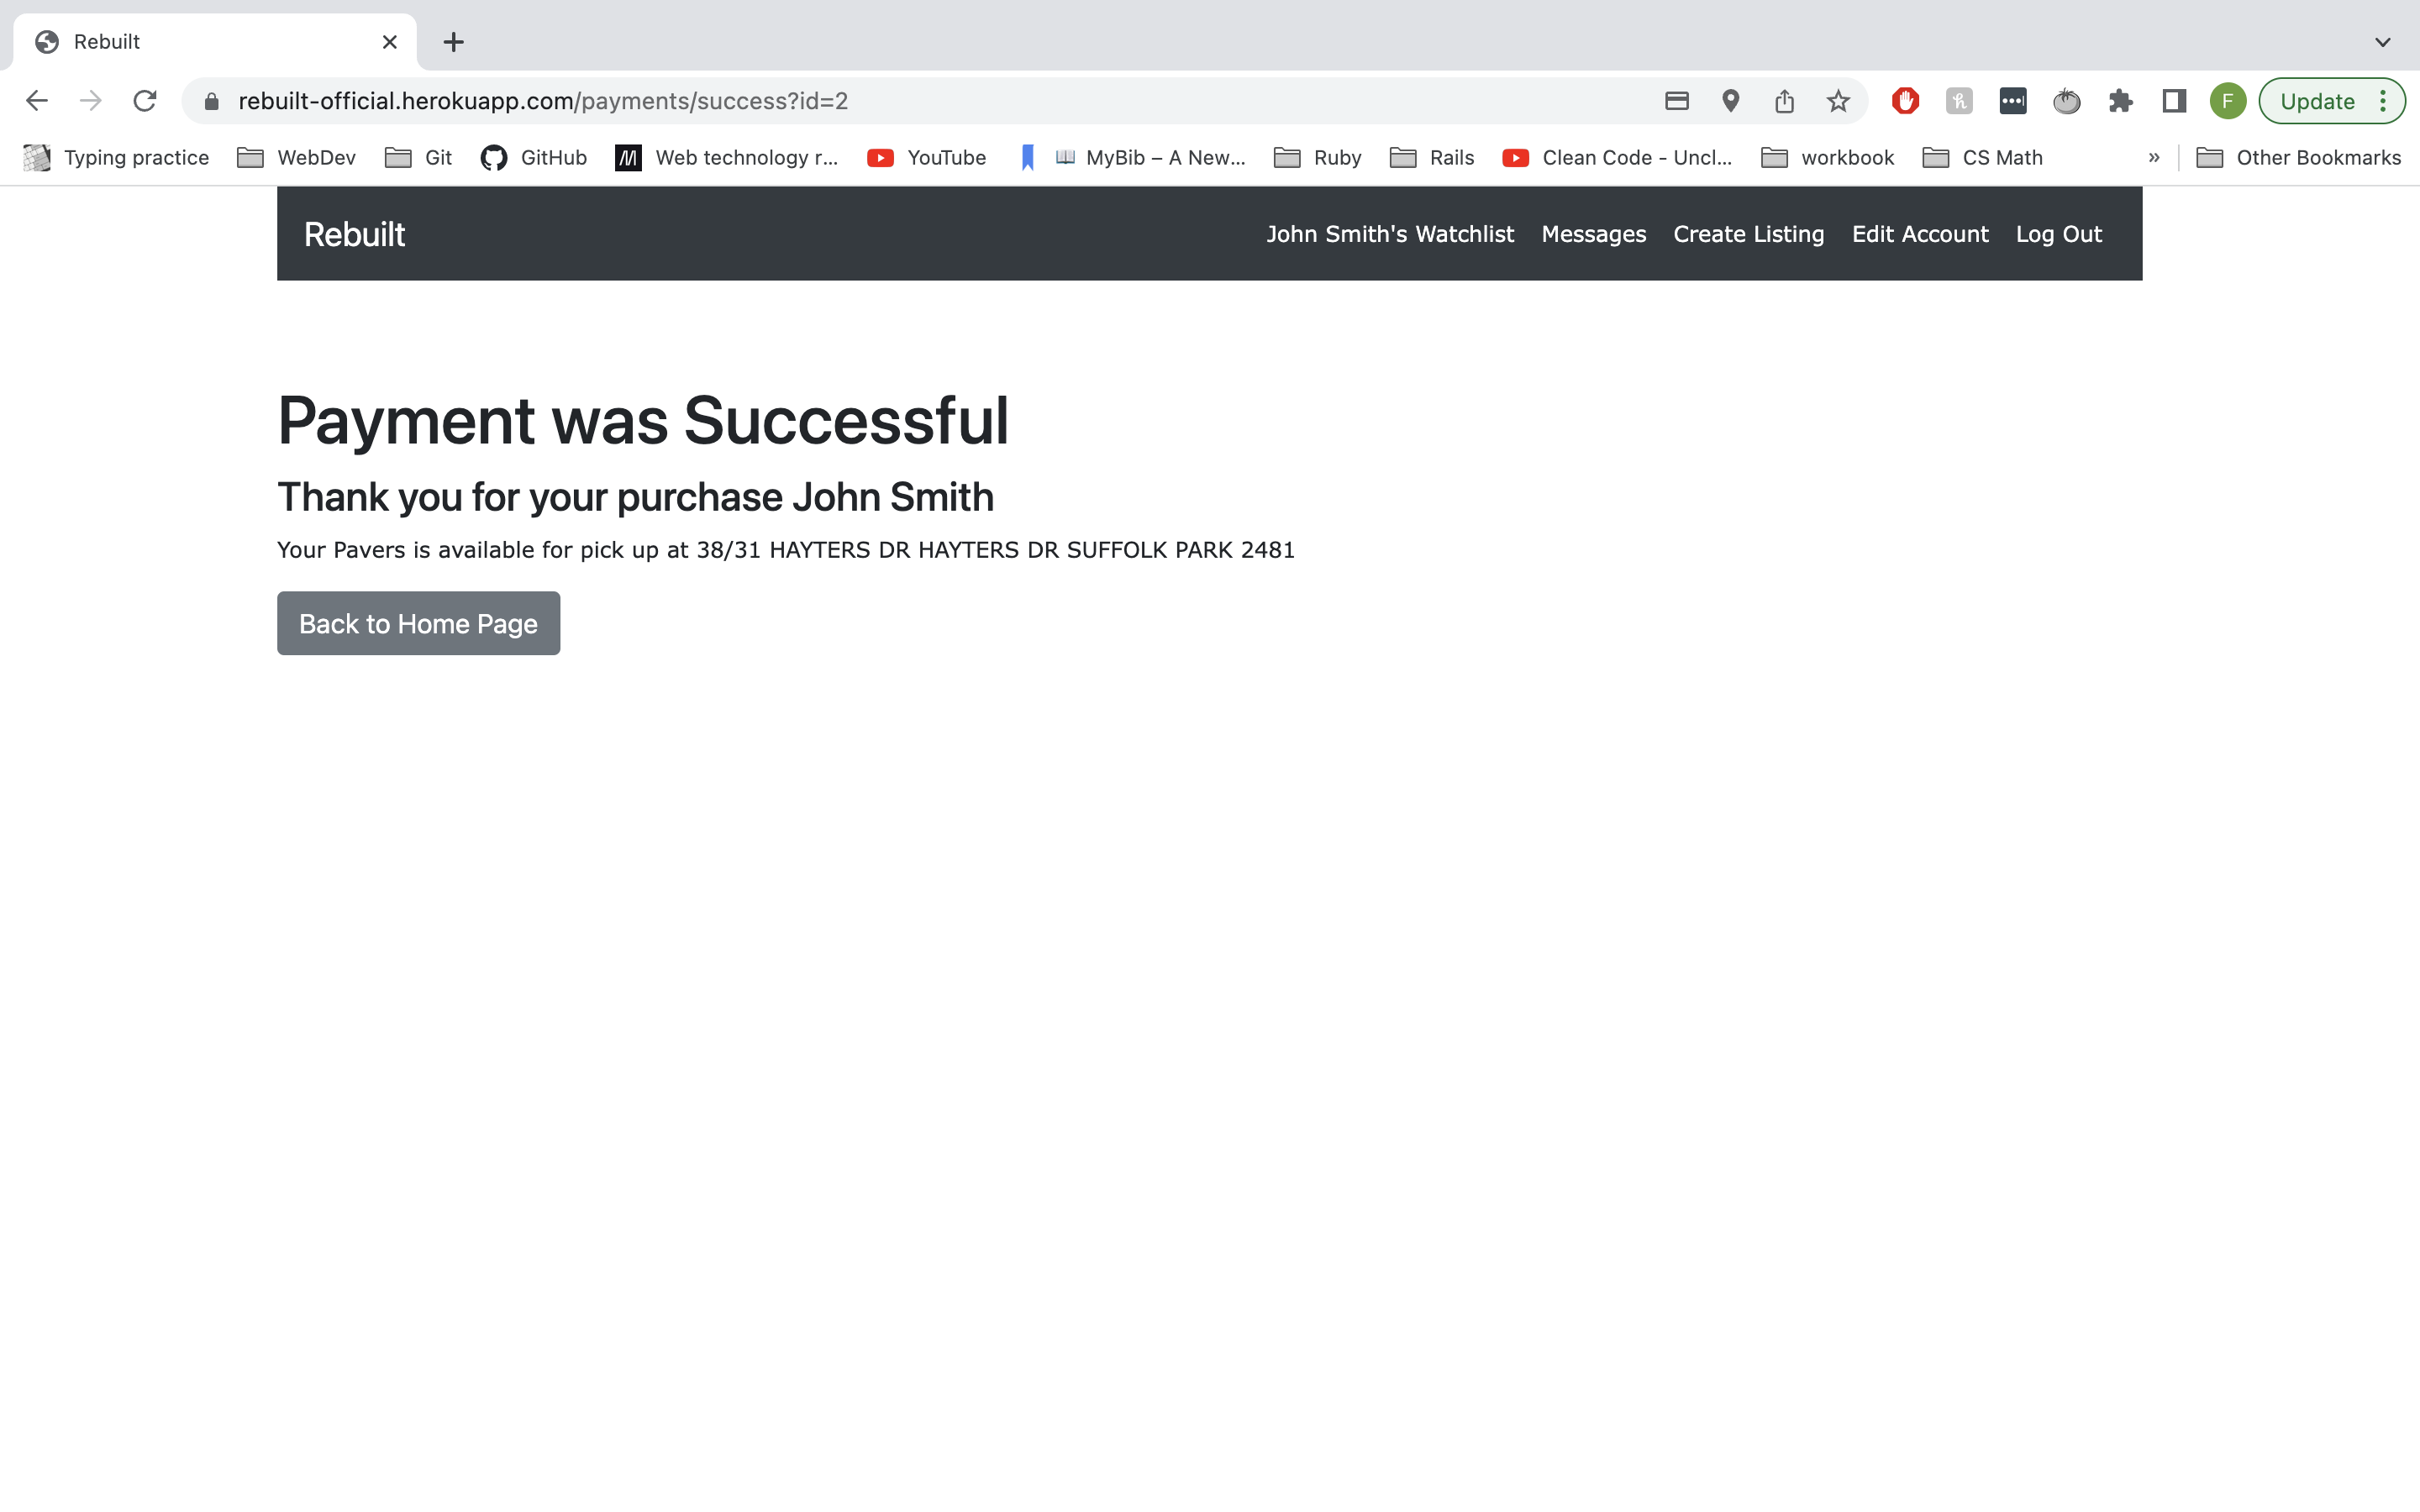 Rebuilt
rebuilt-official.herokuapp.com/payments/success?id=2
F
Update
Typing practice
WebDev
Git
GitHub
Web technology r...
YouTube
MyBib – A New...
Ruby
Rails
Clean Code - Uncl...
workbook
CS Math
»
Other Bookmarks
Rebuilt
John Smith's Watchlist
Messages
Create Listing
Edit Account
Log Out
Payment was Successful
Thank you for your purchase John Smith
Your Pavers is available for pick up at 38/31 HAYTERS DR HAYTERS DR SUFFOLK PARK 2481
Back to Home Page